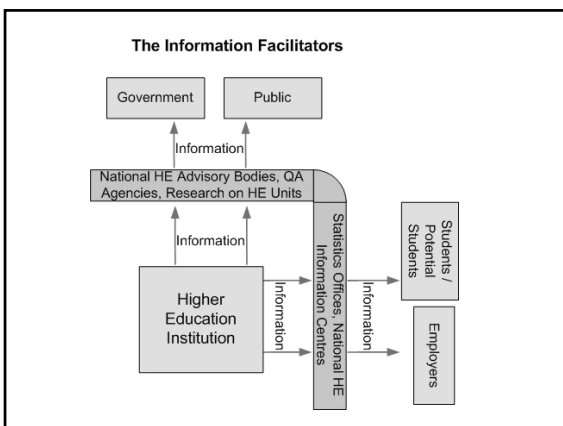 The Information Facilitators
Government
Public
Information
National HE Advisory Bodies, QA
Agencies, Research on HE Units
Information
Higher
Education
Institution
Information
Statistics Offices, National HE
Information Centres
Information
Students /
Potential
Students
Employers